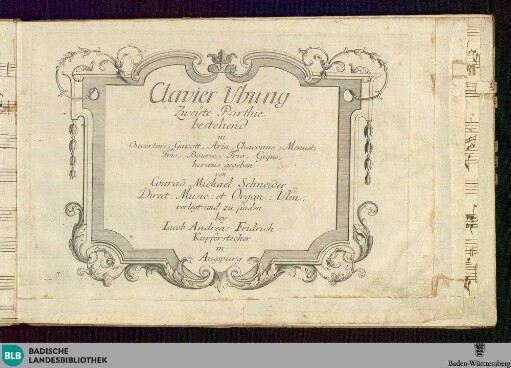 Clavier Ubung
Zweÿte Parthie
bestehend
in
Ouverture, Gavott, Aria, Chaconne, Menuet,
Trio, Bouree, Trio, Gique,
heraus gegeben
von
Conrad Michael Schneider
Direct. Music: et Organ. Ulm.
verlegt und zu finden
bey
Iacob Andreas Fridrich
Kupferstecher
in
Augspurg
BLB
BADISCHE
LANDESBIBLIOTHEK
Baden-Württemberg